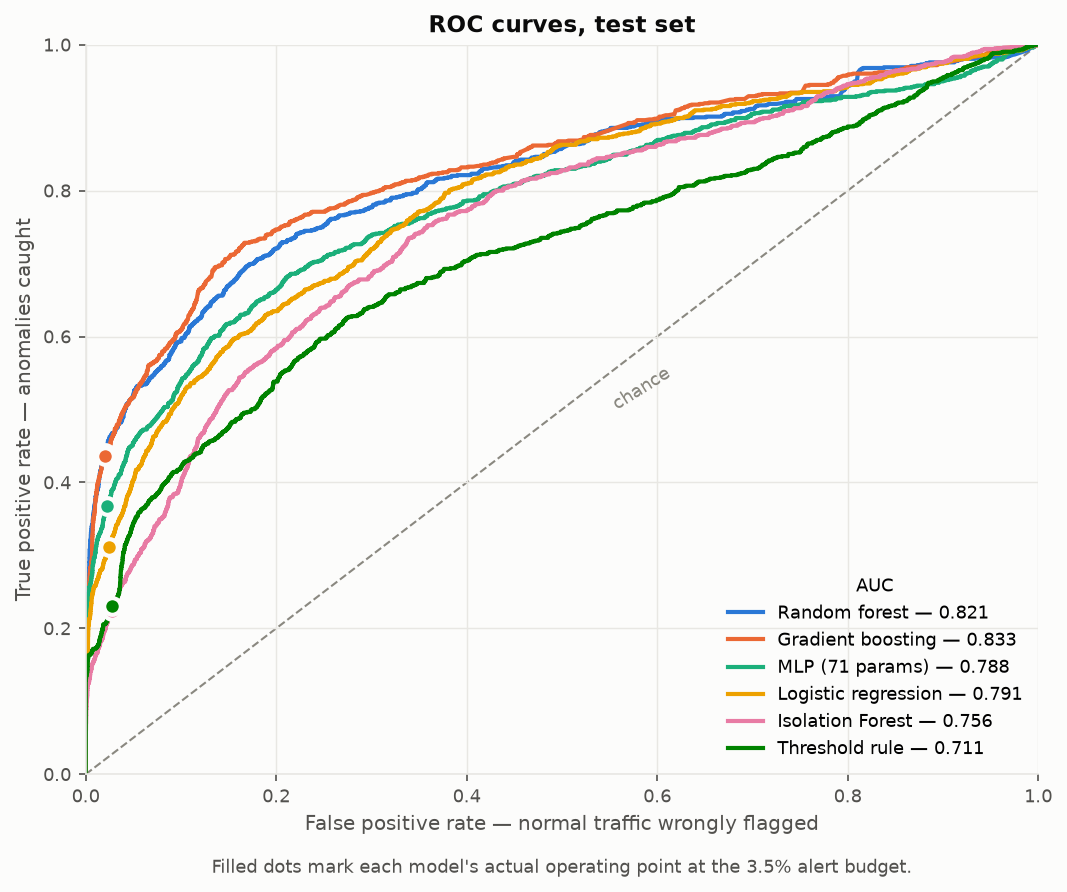 ROC curves, test set
True positive rate — anomalies caught
1.0
0.8
0.6
0.4
0.2
0.0
chance
AUC
Random forest — 0.821
Gradient boosting — 0.833
MLP (71 params) — 0.788
Logistic regression — 0.791
Isolation Forest — 0.756
Threshold rule — 0.711
0.0 0.2 0.4 0.6 0.8 1.0
False positive rate — normal traffic wrongly flagged
Filled dots mark each model's actual operating point at the 3.5% alert budget.